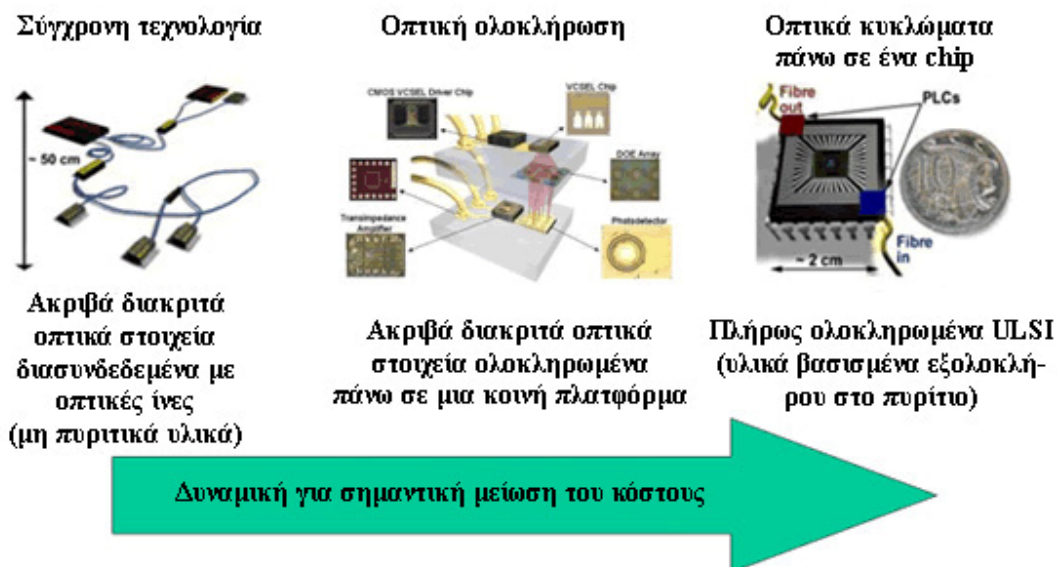 Σύγχρονη τεχνολογία
Οπτική ολοκλήρωση
Οπτικά κυκλώματα
πάνω σε ένα chip
~ 50 cm
CMOS VCSEL Driver Chip
VCSEL Chip
DOE Array
Transimpedance
Amplifier
Photodetector
Fibre
out
PLCs
10
Fibre
in
~ 2 cm
Ακριβά διακριτά
οπτικά στοιχεία
διασυνδεδεμένα με
οπτικές ίνες
(μη πυριτικά υλικά)
Ακριβά διακριτά οπτικά
στοιχεία ολοκληρωμένα
πάνω σε μια κοινή πλατφόρμα
Πλήρως ολοκληρωμένα ULSI
(υλικά βασισμένα εξολοκλή-
ρου στο πυρίτιο)
Δυναμική για σημαντική μείωση του κόστους